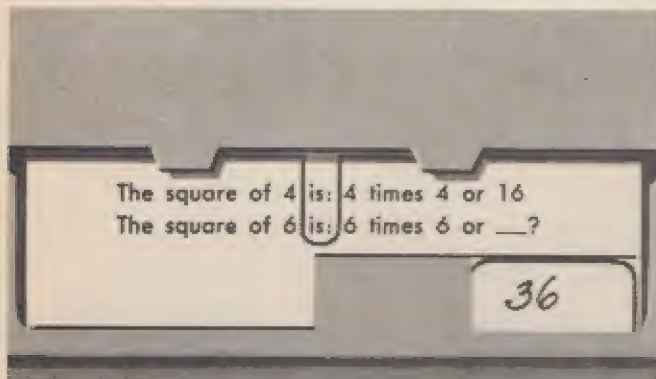 The square of 4 is: 4 times 4 or 16
The square of 6 is: 6 times 6 or __?
36